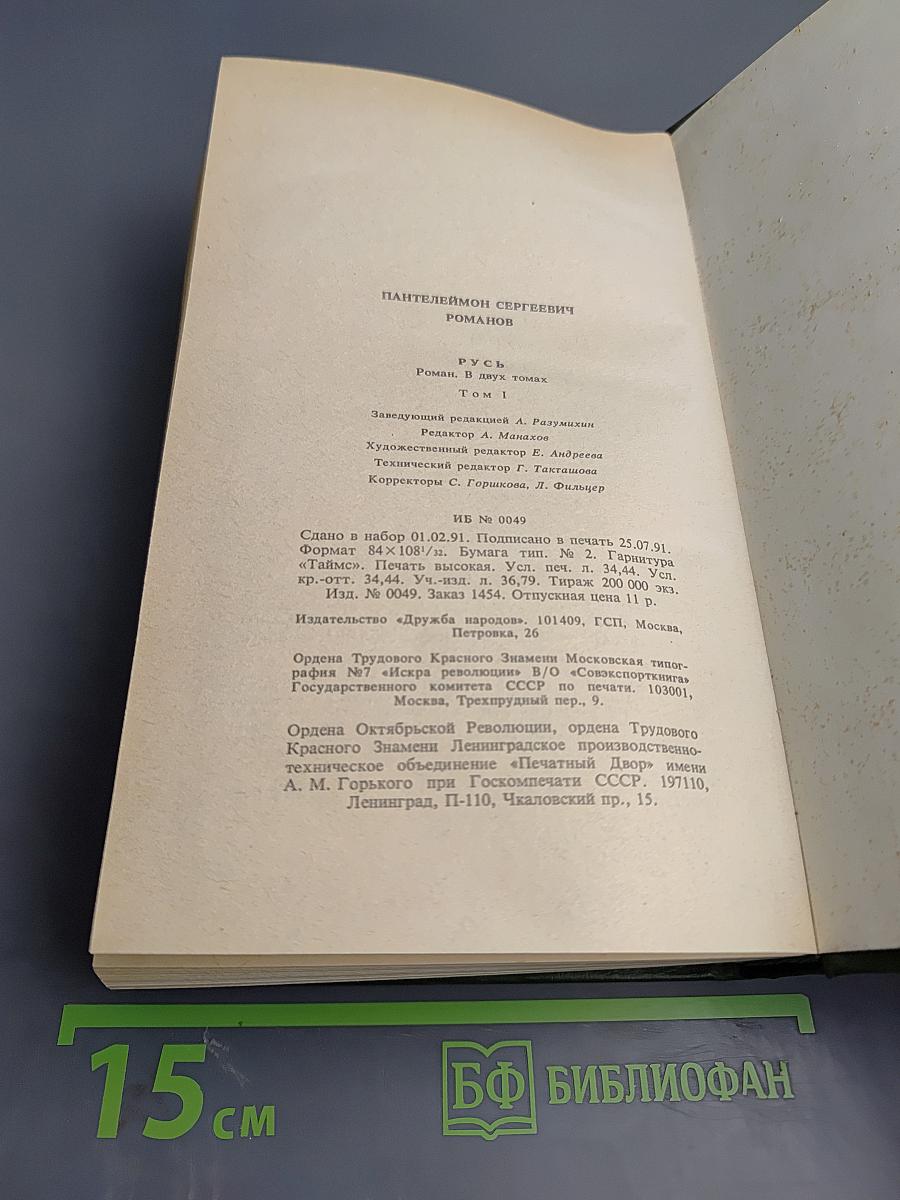 ПАНТЕЛЕЙМОН СЕРГЕЕВИЧ
РОМАНОВ
РУСЬ
Роман. В двух томах
Том I
Заведующий редакцией А. Разумихин
Редактор А. Манахов
Художественный редактор Е. Андреева
Технический редактор Г. Такташова
Корректоры С. Горшкова, Л. Фильцер
ИБ № 0049
Сдано в набор 01.02.91. Подписано в печать 25.07.91.
Формат 84×108¹/₃₂. Бумага тип. № 2. Гарнитура
«Таймс». Печать высокая. Усл. печ. л. 34,44. Усл.
кр.-отт. 34,44. Уч.-изд. л. 36,79. Тираж 200 000 экз.
Изд. № 0049. Заказ 1454. Отпускная цена 11 р.
Издательство «Дружба народов». 101409, ГСП, Москва,
Петровка, 26
Ордена Трудового Красного Знамени Московская типог-
рафия №7 «Искра революции» В/О «Совэкспорткнига»
Государственного комитета СССР по печати. 103001,
Москва, Трехпрудный пер., 9.
Ордена Октябрьской Революции, ордена Трудового
Красного Знамени Ленинградское производственно-
техническое объединение «Печатный Двор» имени
А. М. Горького при Госкомпечати СССР. 197110,
Ленинград, П-110, Чкаловский пр., 15.
15 см
БФ БИБЛИОФАН